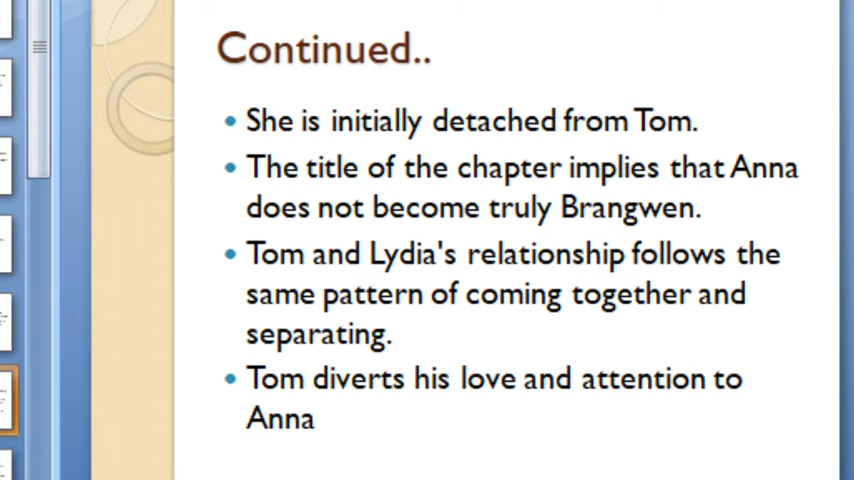 Continued..
• She is initially detached from Tom.
• The title of the chapter implies that Anna
does not become truly Brangwen.
• Tom and Lydia's relationship follows the
same pattern of coming together and
separating.
• Tom diverts his love and attention to
Anna